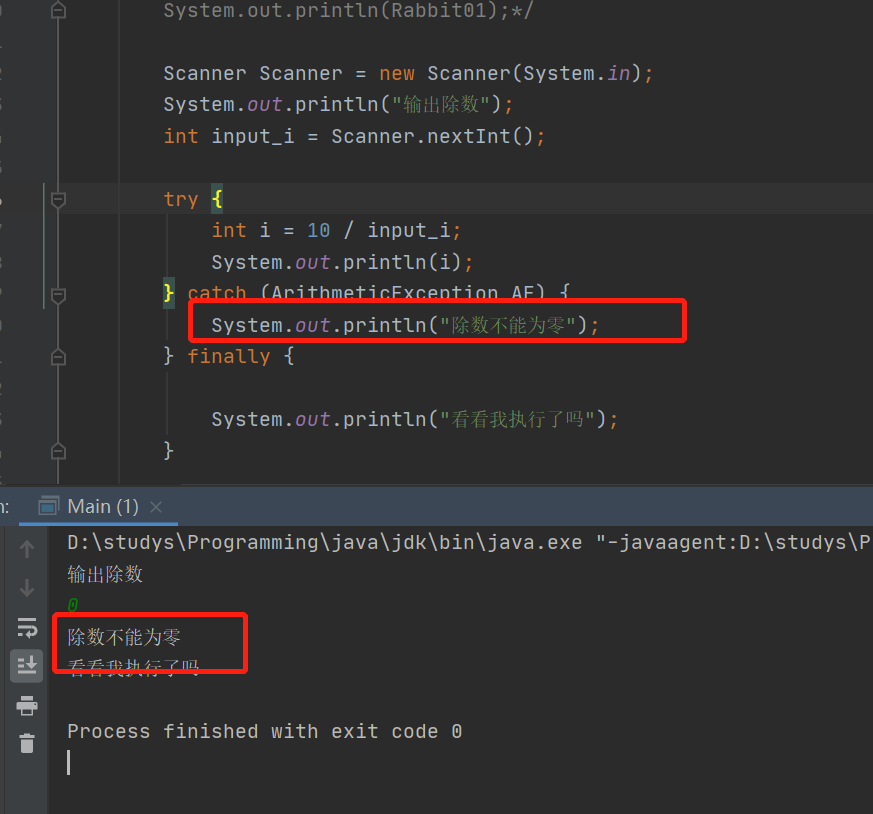 System.out.println(Rabbit01);*/
Scanner Scanner = new Scanner(System.in);
System.out.println("输出除数");
int input_i = Scanner.nextInt();
try {
int i = 10 / input_i;
System.out.println(i);
} catch (ArithmeticException AE) {
System.out.println("除数不能为零");
} finally {
System.out.println("看看我执行了吗");
}
Main (1)
D:\studys\Programming\java\jdk\bin\java.exe "-javaagent:D:\studys\P
输出除数
0
除数不能为零
看看我执行了吗
Process finished with exit code 0